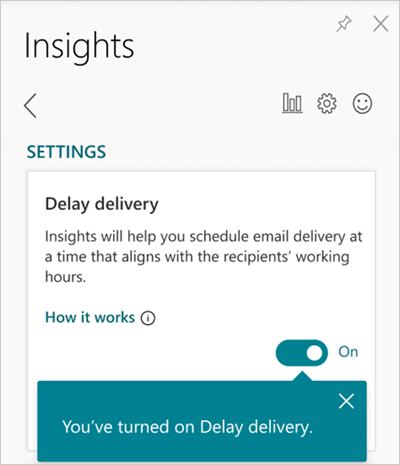 Insights
SETTINGS
Delay delivery
Insights will help you schedule email delivery at
a time that aligns with the recipients’ working
hours.
How it works
On
You’ve turned on Delay delivery.